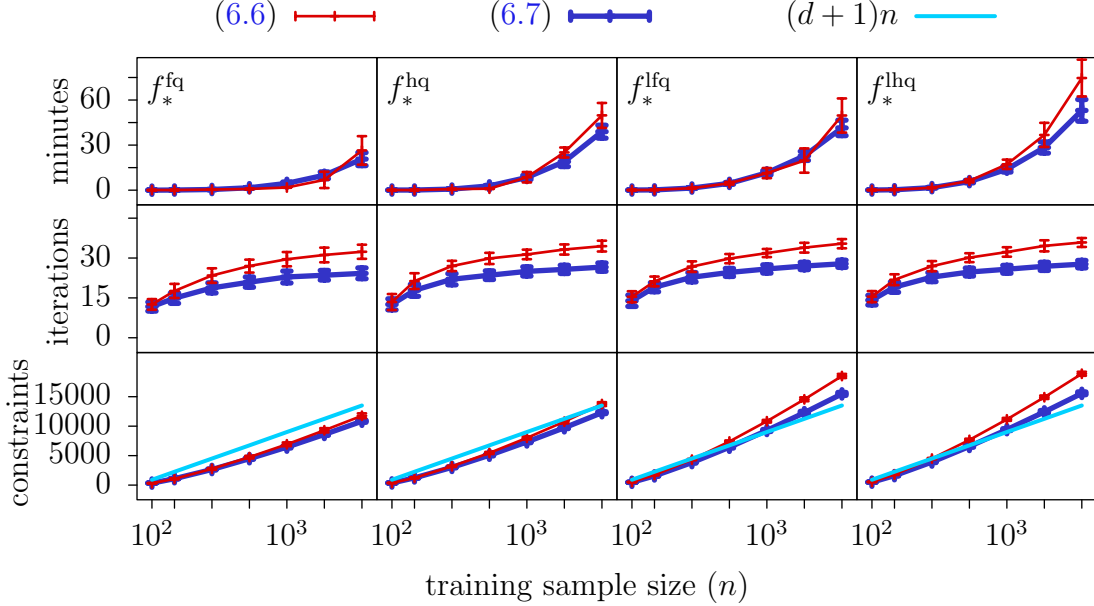 (6.6) (6.7) (d + 1)n
f_*^{fq} f_*^{hq} f_*^{lfq} f_*^{lhq}
minutes
60
30
0
iterations
30
15
0
constraints
15000
10000
5000
0
10^2 10^3 10^2 10^3 10^2 10^3 10^2 10^3
training sample size (n)